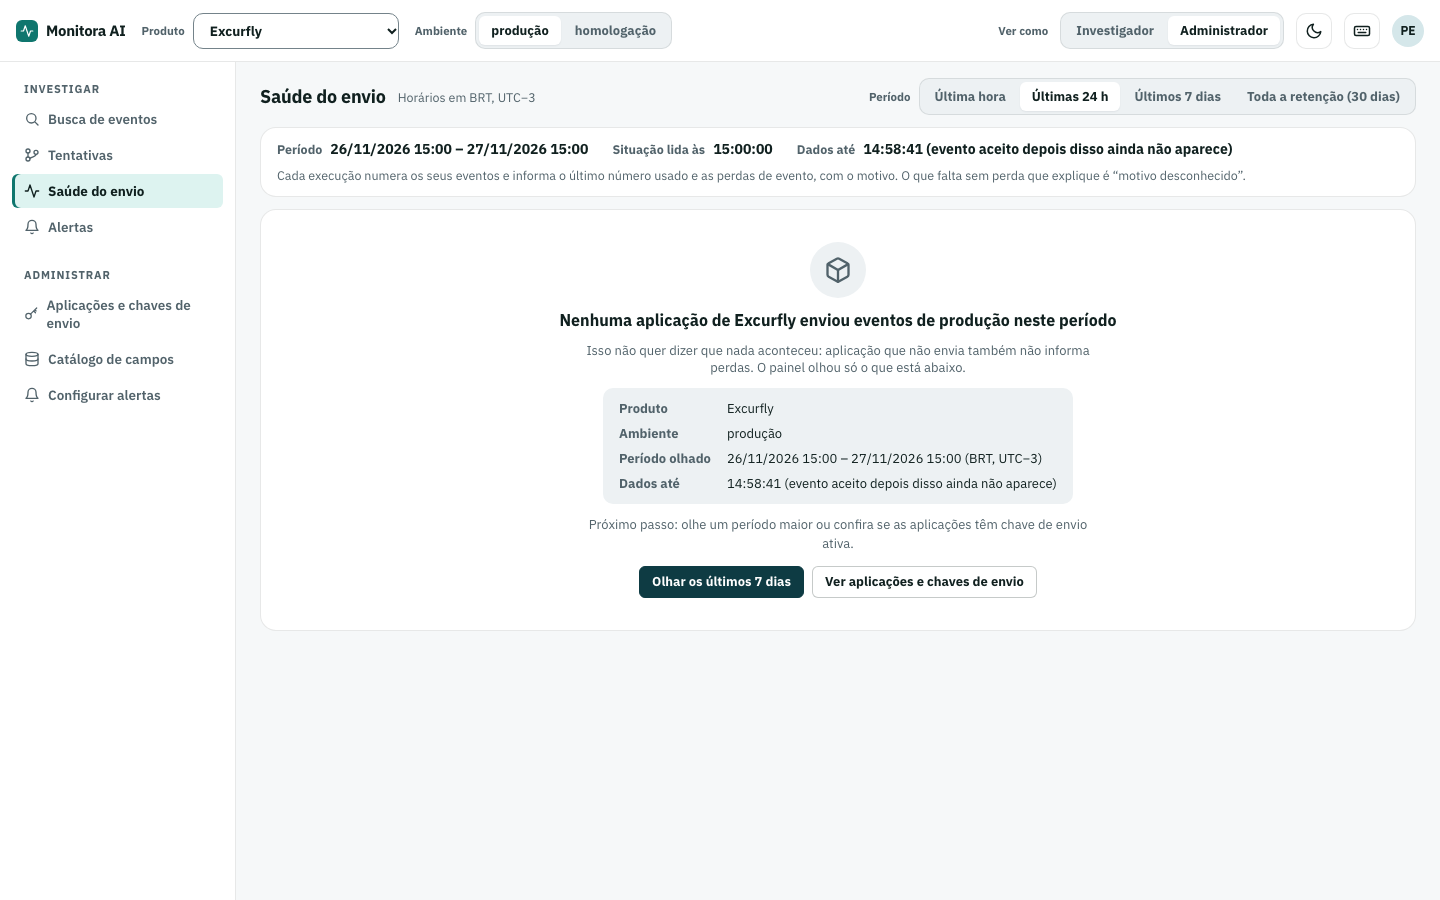 Monitora AI
Produto
Excurfly
Ambiente
produção
homologação
Ver como
Investigador
Administrador
PE
INVESTIGAR
Busca de eventos
Tentativas
Saúde do envio
Alertas
ADMINISTRAR
Aplicações e chaves de
envio
Catálogo de campos
Configurar alertas
Saúde do envio
Horários em BRT, UTC−3
Período
Última hora
Últimas 24 h
Últimos 7 dias
Toda a retenção (30 dias)
Período 26/11/2026 15:00 – 27/11/2026 15:00
Situação lida às 15:00:00
Dados até 14:58:41 (evento aceito depois disso ainda não aparece)
Cada execução numera os seus eventos e informa o último número usado e as perdas de evento, com o motivo. O que falta sem perda que explique é “motivo desconhecido”.
Nenhuma aplicação de Excurfly enviou eventos de produção neste período
Isso não quer dizer que nada aconteceu: aplicação que não envia também não informa
perdas. O painel olhou só o que está abaixo.
Produto Excurfly
Ambiente produção
Período olhado 26/11/2026 15:00 – 27/11/2026 15:00 (BRT, UTC−3)
Dados até 14:58:41 (evento aceito depois disso ainda não aparece)
Próximo passo: olhe um período maior ou confira se as aplicações têm chave de envio
ativa.
Olhar os últimos 7 dias
Ver aplicações e chaves de envio